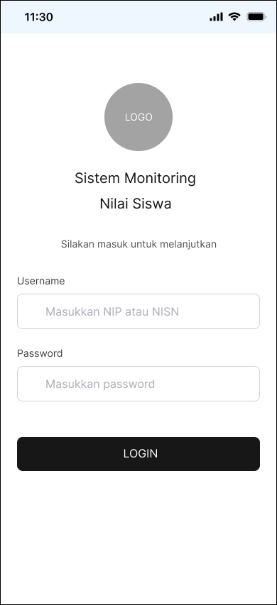 11:30
LOGO
Sistem Monitoring
Nilai Siswa
Silakan masuk untuk melanjutkan
Username
Masukkan NIP atau NISN
Password
Masukkan password
LOGIN